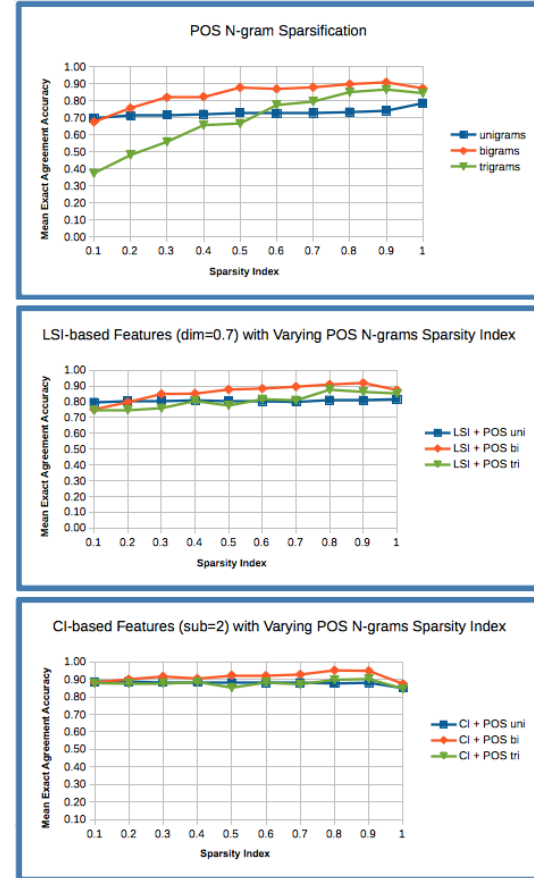 POS N-gram Sparsification
Mean Exact Agreement Accuracy
1.00
0.90
0.80
0.70
0.60
0.50
0.40
0.30
0.20
0.10
0.00
0.1 0.2 0.3 0.4 0.5 0.6 0.7 0.8 0.9 1
Sparsity Index
unigrams
bigrams
trigrams
LSI-based Features (dim=0.7) with Varying POS N-grams Sparsity Index
Mean Exact Agreement Accuracy
1.00
0.90
0.80
0.70
0.60
0.50
0.40
0.30
0.20
0.10
0.00
0.1 0.2 0.3 0.4 0.5 0.6 0.7 0.8 0.9 1
Sparsity Index
LSI + POS uni
LSI + POS bi
LSI + POS tri
CI-based Features (sub=2) with Varying POS N-grams Sparsity Index
Mean Exact Agreement Accuracy
1.00
0.90
0.80
0.70
0.60
0.50
0.40
0.30
0.20
0.10
0.1 0.2 0.3 0.4 0.5 0.6 0.7 0.8 0.9 1
Sparsity Index
CI + POS uni
CI + POS bi
CI + POS tri